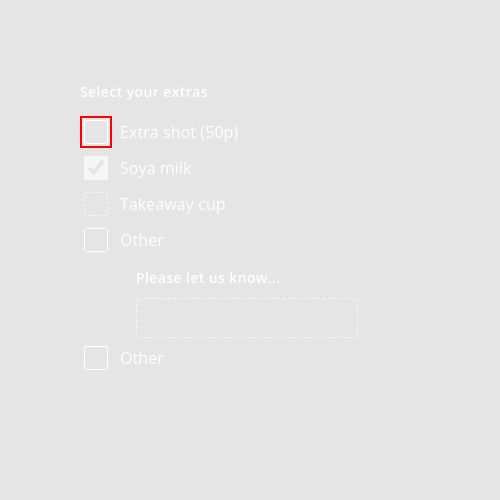 Select your extras
Extra shot (50p)
Soya milk
Takeaway cup
Other
Please let us know...
Other